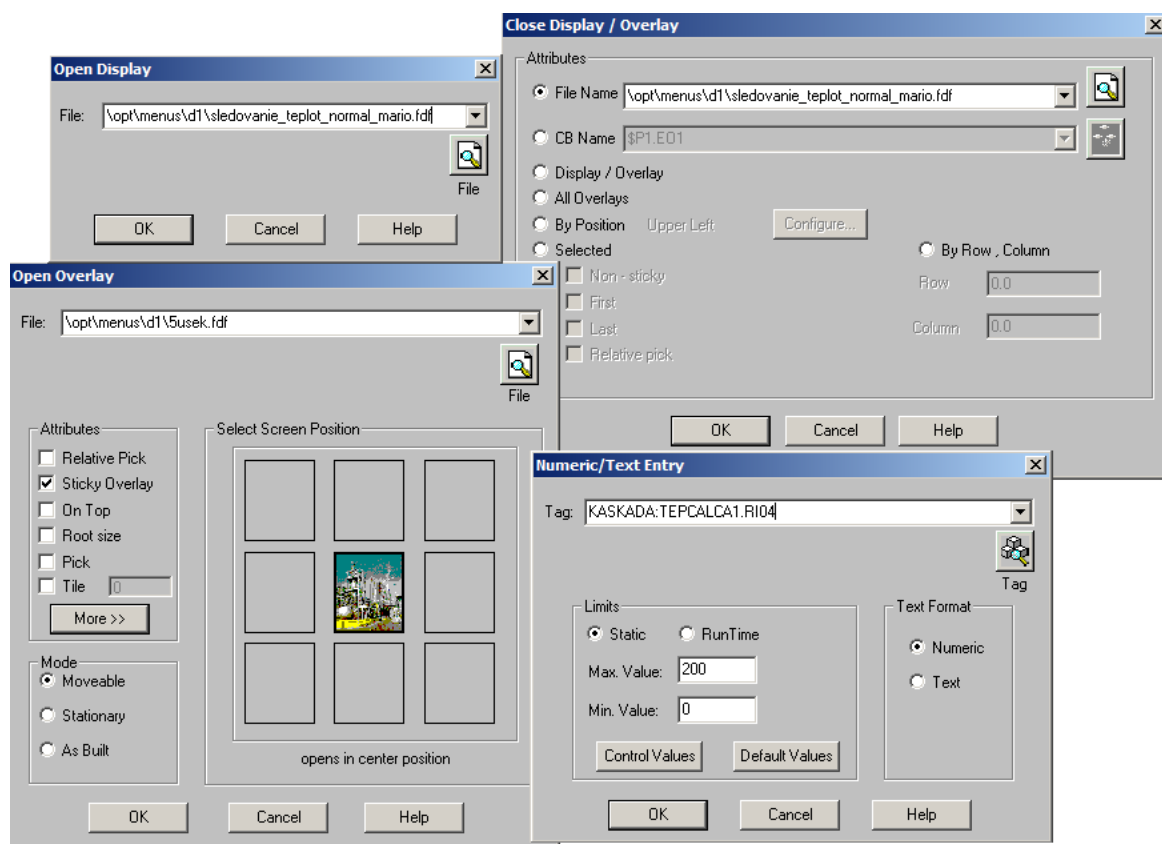 Open Display
File: \opt\menus\d1\sledovanie_teplot_normal_mario.fdf
File
OK Cancel Help
Close Display / Overlay
Attributes
File Name \opt\menus\d1\sledovanie_teplot_normal_mario.fdf
CB Name $P1.EO1
Display / Overlay
All Overlays
By Position Upper Left Configure...
Selected By Row , Column
Non - sticky Row 0.0
First
Last Column 0.0
Relative pick
OK Cancel Help
Open Overlay
File: \opt\menus\d1\5usek.fdf
File
Attributes
Relative Pick
Sticky Overlay
On Top
Root size
Pick
Tile 0
More >>
Mode
Moveable
Stationary
As Built
Select Screen Position
opens in center position
OK Cancel Help
Numeric/Text Entry
Tag: KASKADA:TEPCALCA1.RI04
Tag
Limits
Static RunTime
Max. Value: 200
Min. Value: 0
Control Values Default Values
Text Format
Numeric
Text
OK Cancel Help